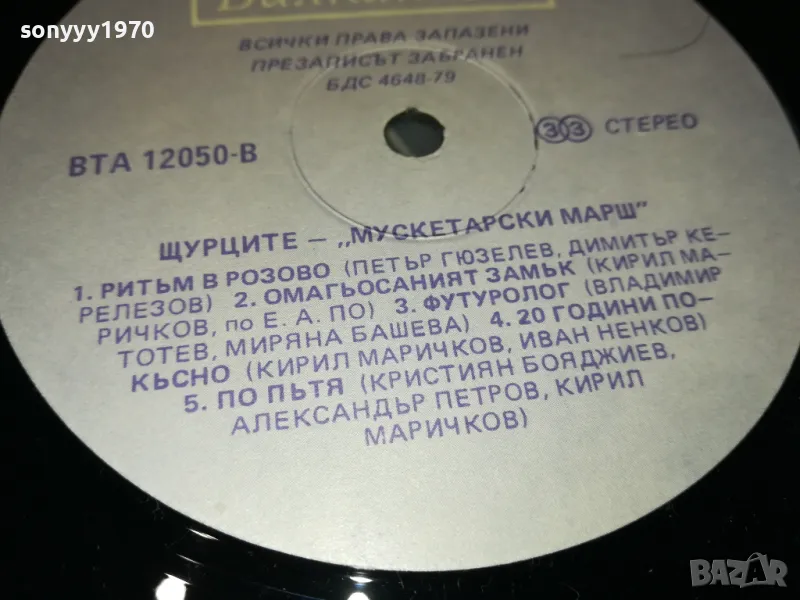 sonyyy1970
ВСИЧКИ ПРАВА ЗАПАЗЕНИ
ПРЕЗАПИСЪТ ЗАБРАНЕН
БДС 4648-79
ВТА 12050-В
33 СТЕРЕО
ЩУРЦИТЕ – „МУСКЕТАРСКИ МАРШ”
1. РИТЪМ В РОЗОВО (ПЕТЪР ГЮЗЕЛЕВ, ДИМИТЪР КЕ-
РЕЛЕЗОВ) 2. ОМАГЬОСАНИЯТ ЗАМЪК (КИРИЛ МА-
РИЧКОВ, по Е. А. ПО) 3. ФУТУРОЛОГ (ВЛАДИМИР
ТОТЕВ, МИРЯНА БАШЕВА) 4. 20 ГОДИНИ ПО-
КЪСНО (КИРИЛ МАРИЧКОВ, ИВАН НЕНКОВ)
5. ПО ПЪТЯ (КРИСТИЯН БОЯДЖИЕВ,
АЛЕКСАНДЪР ПЕТРОВ, КИРИЛ
МАРИЧКОВ)
BAZAR